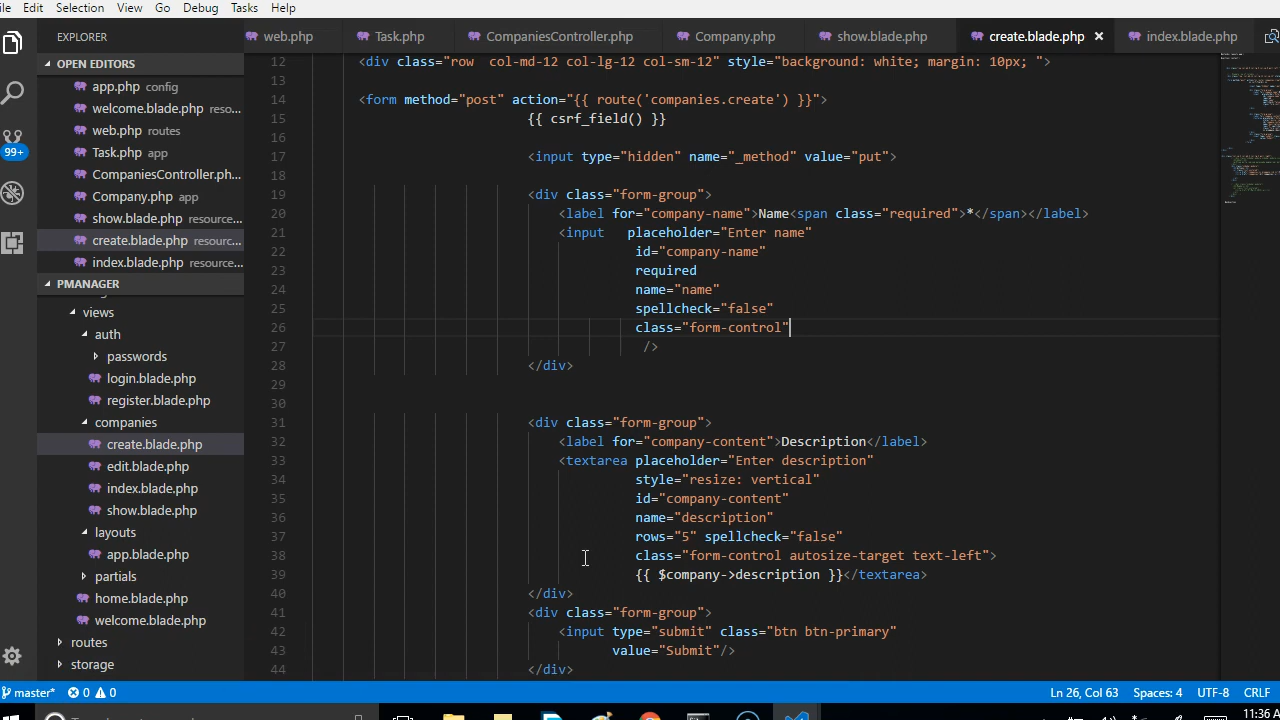 ile Edit Selection View Go Debug Tasks Help
EXPLORER
web.php Task.php CompaniesController.php Company.php show.blade.php create.blade.php × index.blade.php
OPEN EDITORS
app.php config
welcome.blade.php reso...
web.php routes
Task.php app
CompaniesController.ph...
Company.php app
show.blade.php resource...
create.blade.php resourc...
index.blade.php resource...
99+
PMANAGER
views
auth
passwords
login.blade.php
register.blade.php
companies
create.blade.php
edit.blade.php
index.blade.php
show.blade.php
layouts
app.blade.php
partials
home.blade.php
welcome.blade.php
routes
storage
12 <div class="row  col-md-12 col-lg-12 col-sm-12" style="background: white; margin: 10px; ">
13
14 <form method="post" action="{{ route('companies.create') }}">
15 {{ csrf_field() }}
16
17 <input type="hidden" name="_method" value="put">
18
19 <div class="form-group">
20 <label for="company-name">Name<span class="required">*</span></label>
21 <input   placeholder="Enter name"
22 id="company-name"
23 required
24 name="name"
25 spellcheck="false"
26 class="form-control"
27 />
28 </div>
29
30
31 <div class="form-group">
32 <label for="company-content">Description</label>
33 <textarea placeholder="Enter description"
34 style="resize: vertical"
35 id="company-content"
36 name="description"
37 rows="5" spellcheck="false"
38 class="form-control autosize-target text-left">
39 {{ $company->description }}</textarea>
40 </div>
41 <div class="form-group">
42 <input type="submit" class="btn btn-primary"
43 value="Submit"/>
44 </div>
master* 0 0 Ln 26, Col 63 Spaces: 4 UTF-8 CRLF
11:36 A